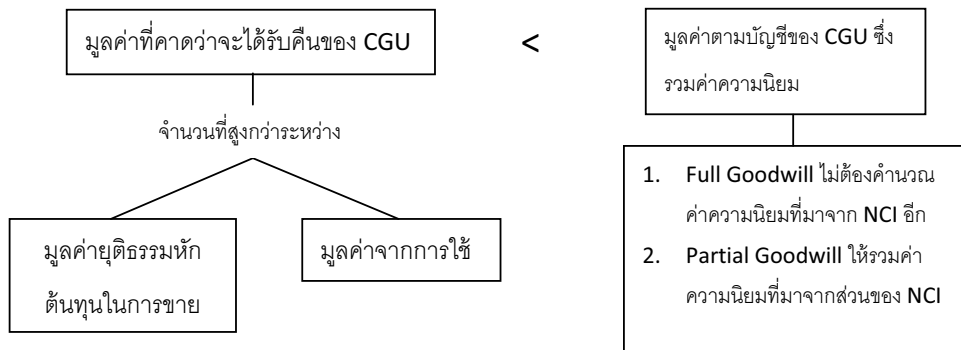 มูลค่าที่คาดว่าจะได้รับคืนของ CGU
<
มูลค่าตามบัญชีของ CGU ซึ่ง
รวมค่าความนิยม
จำนวนที่สูงกว่าระหว่าง
มูลค่ายุติธรรมหัก
ต้นทุนในการขาย
มูลค่าจากการใช้
1. Full Goodwill ไม่ต้องคำนวณ
ค่าความนิยมที่มาจาก NCI อีก
2. Partial Goodwill ให้รวมค่า
ความนิยมที่มาจากส่วนของ NCI